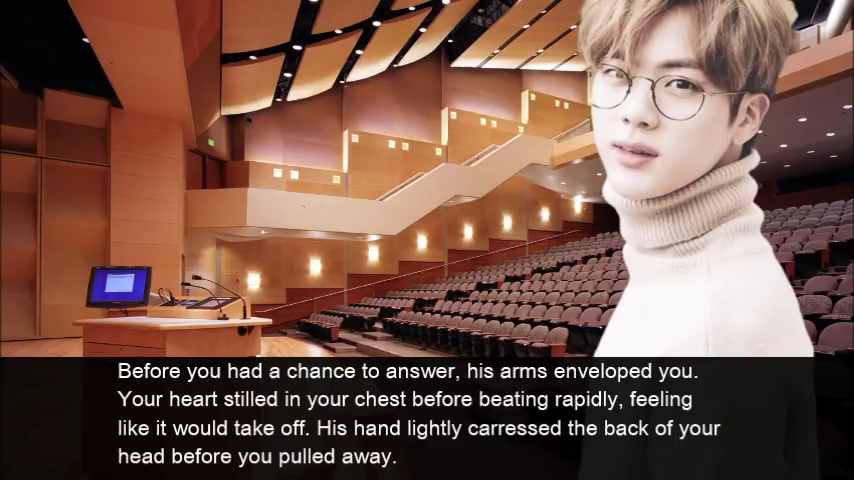 Before you had a chance to answer, his arms enveloped you.
Your heart stilled in your chest before beating rapidly, feeling
like it would take off. His hand lightly carressed the back of your
head before you pulled away.